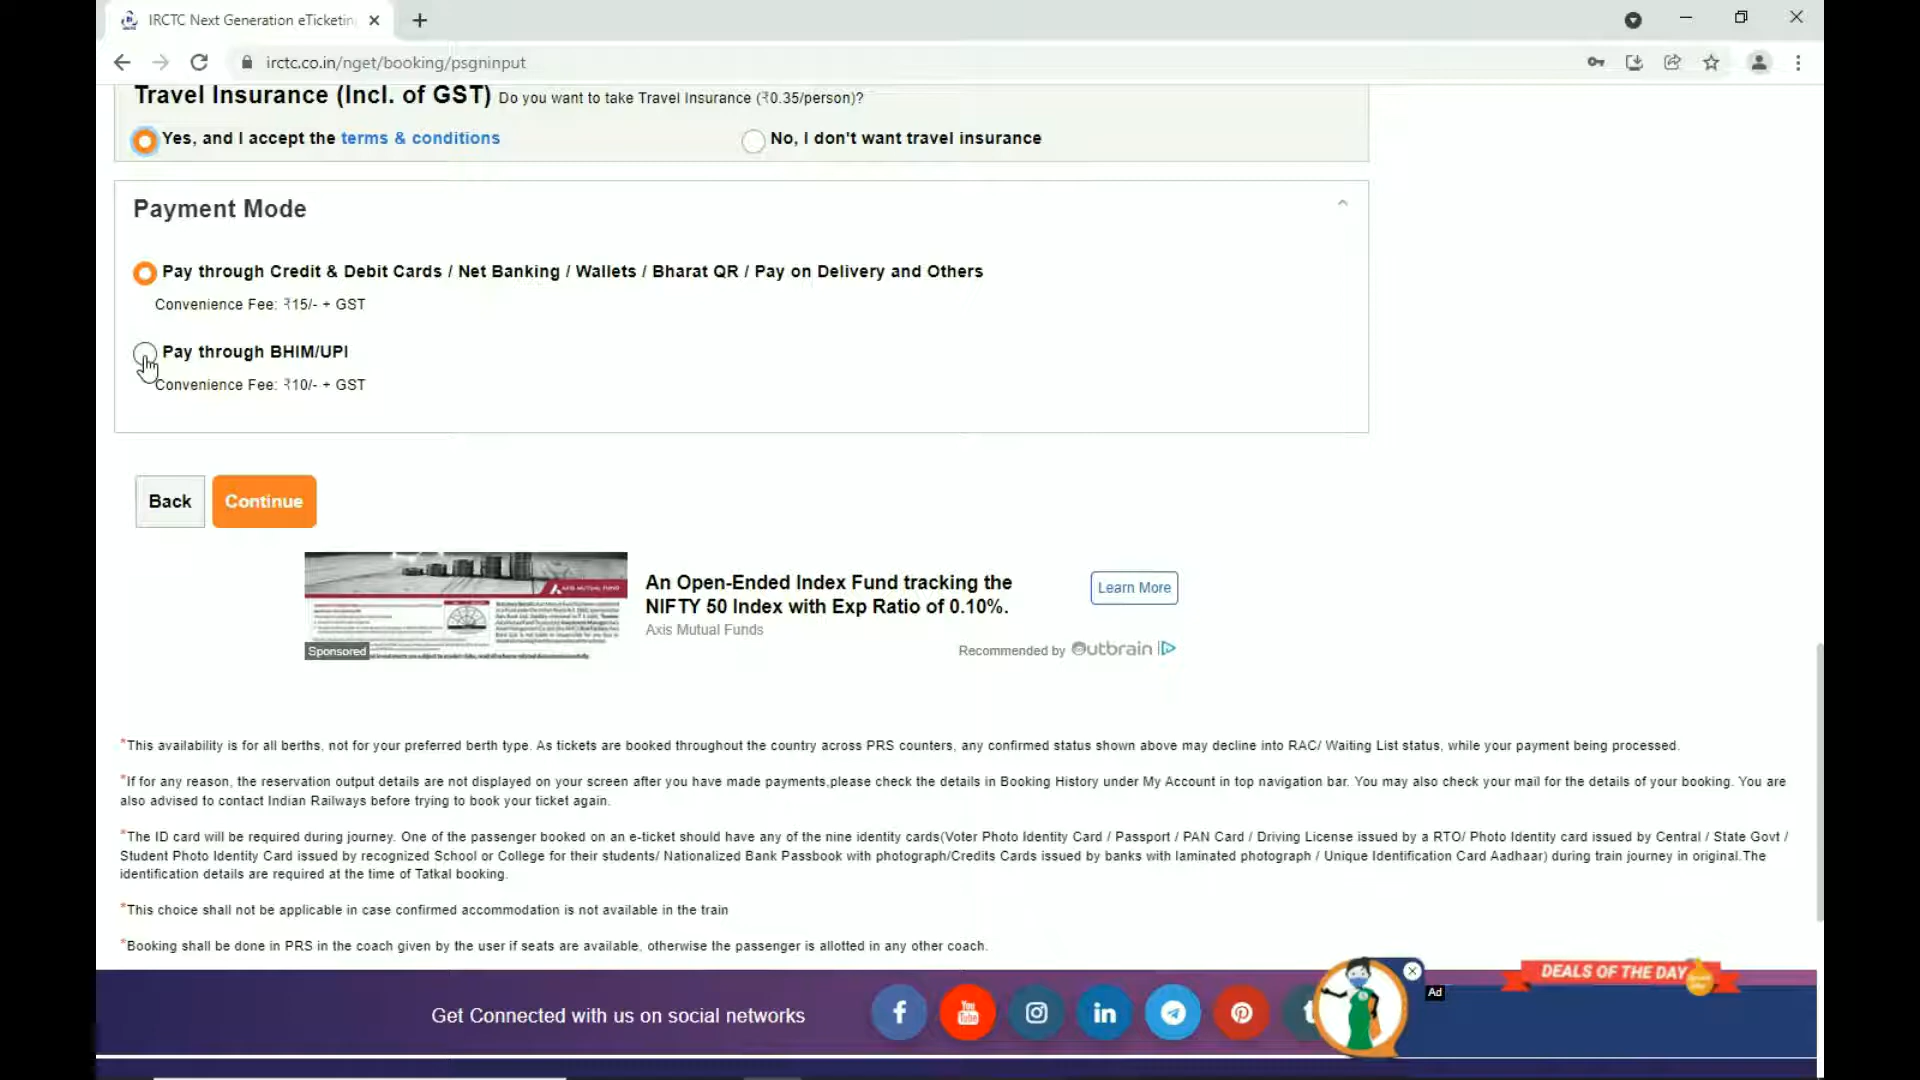 IRCTC Next Generation eTicketin
irctc.co.in/nget/booking/psgninput
Travel Insurance (Incl. of GST) Do you want to take Travel Insurance (₹0.35/person)?
Yes, and I accept the terms & conditions
No, I don't want travel insurance
Payment Mode
Pay through Credit & Debit Cards / Net Banking / Wallets / Bharat QR / Pay on Delivery and Others
Convenience Fee: ₹15/- + GST
Pay through BHIM/UPI
Convenience Fee: ₹10/- + GST
Back
Continue
AXIS MUTUAL FUND
Sponsored
An Open-Ended Index Fund tracking the
NIFTY 50 Index with Exp Ratio of 0.10%.
Axis Mutual Funds
Learn More
Recommended by Outbrain
*This availability is for all berths, not for your preferred berth type. As tickets are booked throughout the country across PRS counters, any confirmed status shown above may decline into RAC/ Waiting List status, while your payment being processed.
*If for any reason, the reservation output details are not displayed on your screen after you have made payments,please check the details in Booking History under My Account in top navigation bar. You may also check your mail for the details of your booking. You are
also advised to contact Indian Railways before trying to book your ticket again.
*The ID card will be required during journey. One of the passenger booked on an e-ticket should have any of the nine identity cards(Voter Photo Identity Card / Passport / PAN Card / Driving License issued by a RTO/ Photo Identity card issued by Central / State Govt /
Student Photo Identity Card issued by recognized School or College for their students/ Nationalized Bank Passbook with photograph/Credits Cards issued by banks with laminated photograph / Unique Identification Card Aadhaar) during train journey in original.The
identification details are required at the time of Tatkal booking.
*This choice shall not be applicable in case confirmed accommodation is not available in the train
*Booking shall be done in PRS in the coach given by the user if seats are available, otherwise the passenger is allotted in any other coach.
Get Connected with us on social networks
You Tube
Ad
DEALS OF THE DAY